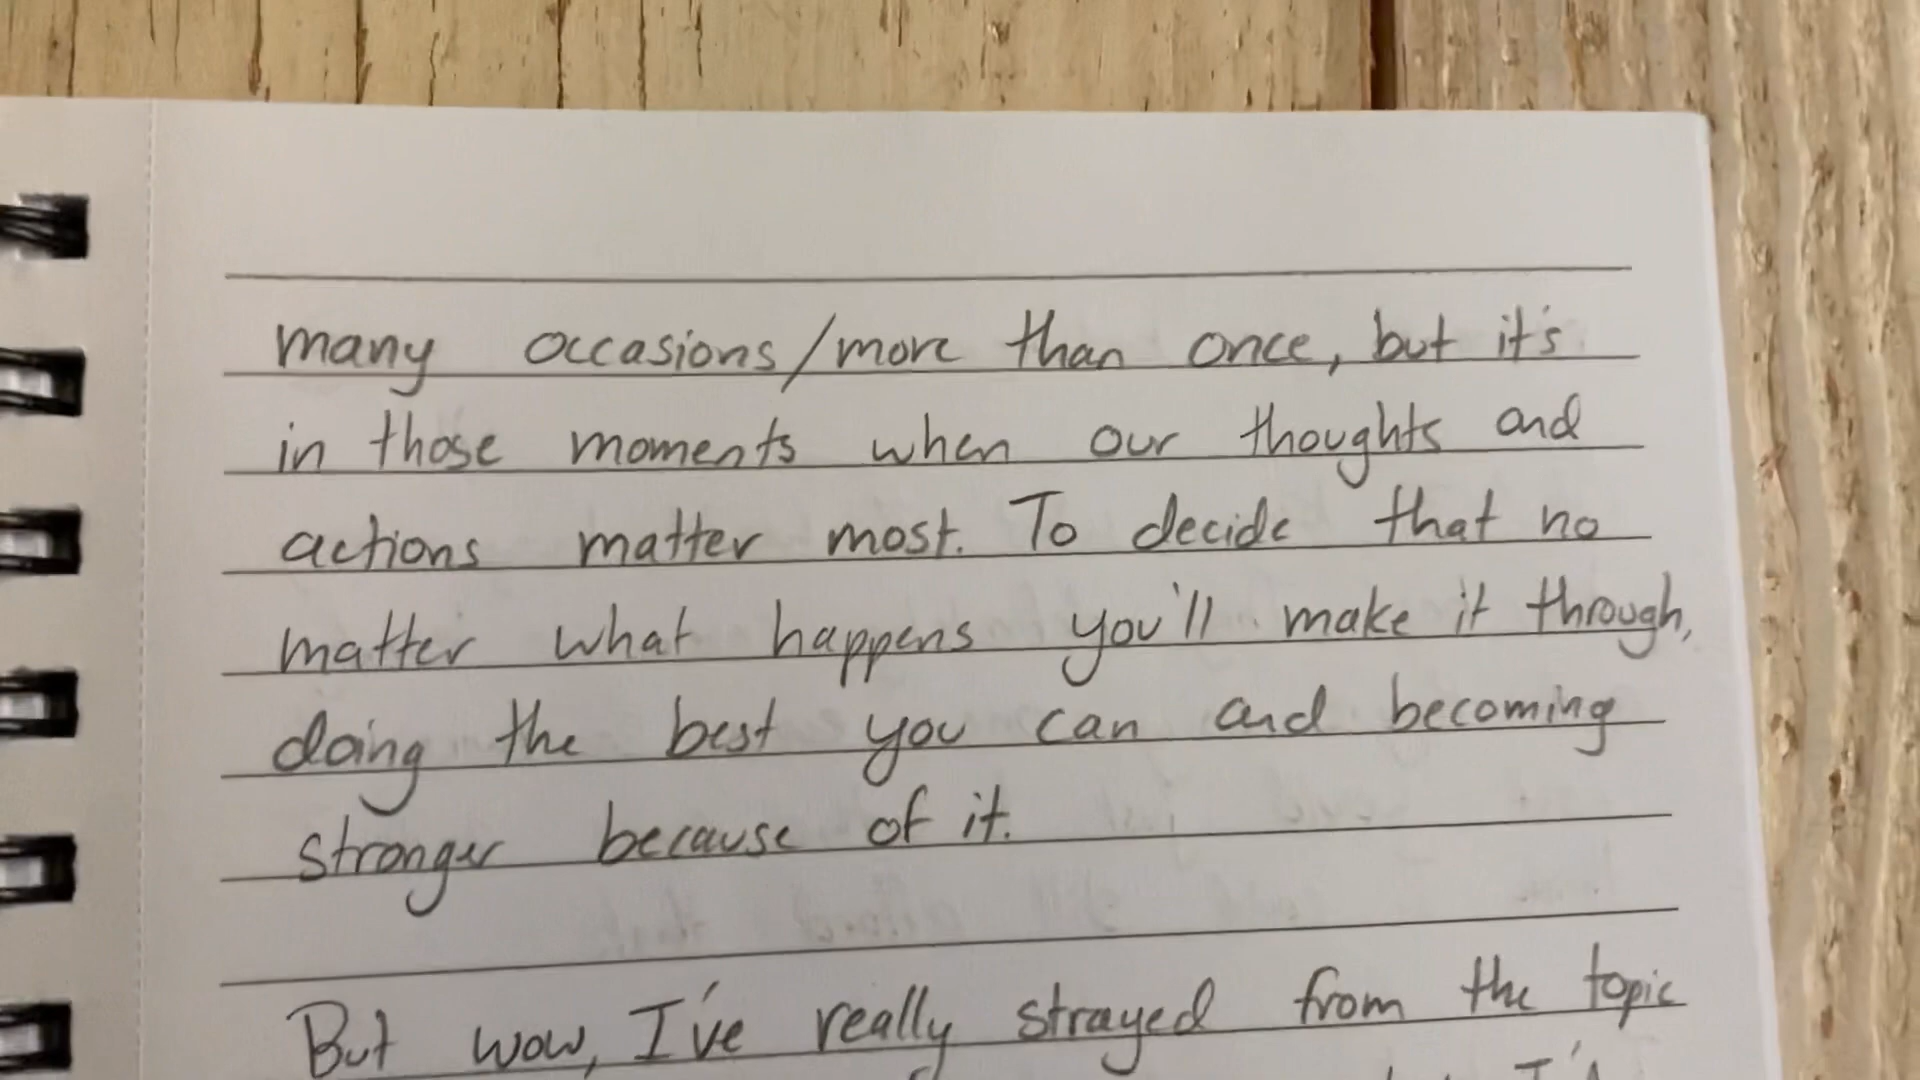 many occasions/more than once, but it's
in those moments when our thoughts and
actions matter most. To decide that no
matter what happens you'll make it through,
doing the best you can and becoming
stronger because of it.
But wow, I've really strayed from the topic